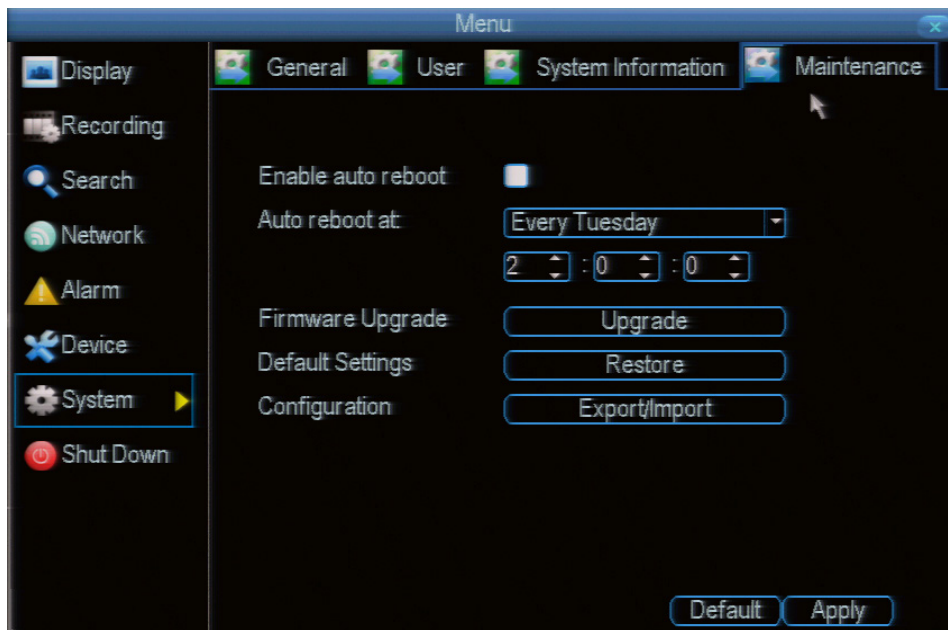 Menu
Display
Recording
Search
Network
Alarm
Device
System
Shut Down
General User System Information Maintenance
Enable auto reboot
Auto reboot at: Every Tuesday
2 : 0 : 0
Firmware Upgrade Upgrade
Default Settings Restore
Configuration Export/Import
Default Apply